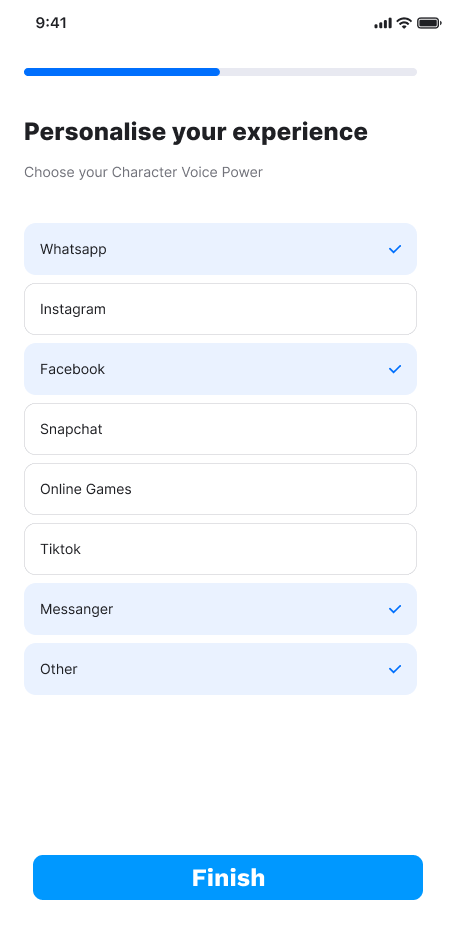 9:41
Personalise your experience
Choose your Character Voice Power
Whatsapp
Instagram
Facebook
Snapchat
Online Games
Tiktok
Messanger
Other
Finish